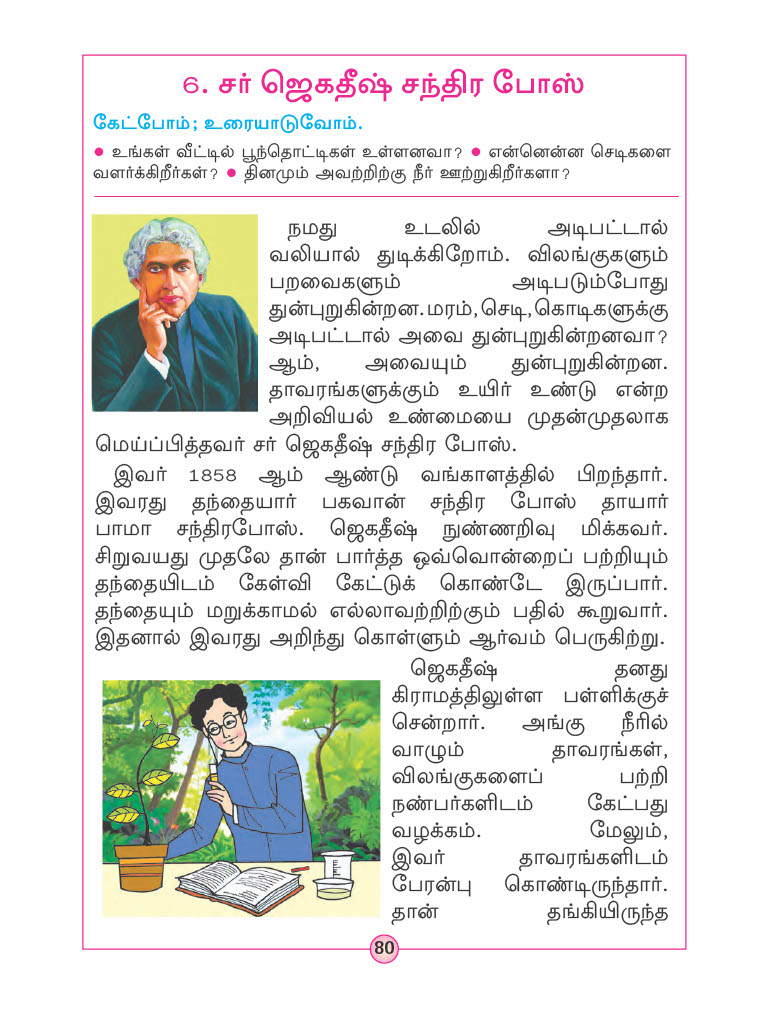 6. சர் ஜெகதீஷ் சந்திர போஸ்
கேட்போம்; உரையாடுவோம்.
● உங்கள் வீட்டில் பூந்தொட்டிகள் உள்ளனவா? ● என்னென்ன செடிகளை
வளர்க்கிறீர்கள்? ● தினமும் அவற்றிற்கு நீர் ஊற்றுகிறீர்களா?
நமது உடலில் அடிபட்டால்
வலியால் துடிக்கிறோம். விலங்குகளும்
பறவைகளும் அடிபடும்போது
துன்புறுகின்றன.மரம்,செடி,கொடிகளுக்கு
அடிபட்டால் அவை துன்புறுகின்றனவா?
ஆம், அவையும் துன்புறுகின்றன.
தாவரங்களுக்கும் உயிர் உண்டு என்ற
அறிவியல் உண்மையை முதன்முதலாக
மெய்ப்பித்தவர் சர் ஜெகதீஷ் சந்திர போஸ்.
இவர் 1858 ஆம் ஆண்டு வங்காளத்தில் பிறந்தார்.
இவரது தந்தையார் பகவான் சந்திர போஸ் தாயார்
பாமா சந்திரபோஸ். ஜெகதீஷ் நுண்ணறிவு மிக்கவர்.
சிறுவயது முதலே தான் பார்த்த ஒவ்வொன்றைப் பற்றியும்
தந்தையிடம் கேள்வி கேட்டுக் கொண்டே இருப்பார்.
தந்தையும் மறுக்காமல் எல்லாவற்றிற்கும் பதில் கூறுவார்.
இதனால் இவரது அறிந்து கொள்ளும் ஆர்வம் பெருகிற்று.
ஜெகதீஷ் தனது
கிராமத்திலுள்ள பள்ளிக்குச்
சென்றார். அங்கு நீரில்
வாழும் தாவரங்கள்,
விலங்குகளைப் பற்றி
நண்பர்களிடம் கேட்பது
வழக்கம். மேலும்,
இவர் தாவரங்களிடம்
பேரன்பு கொண்டிருந்தார்.
தான் தங்கியிருந்த
80